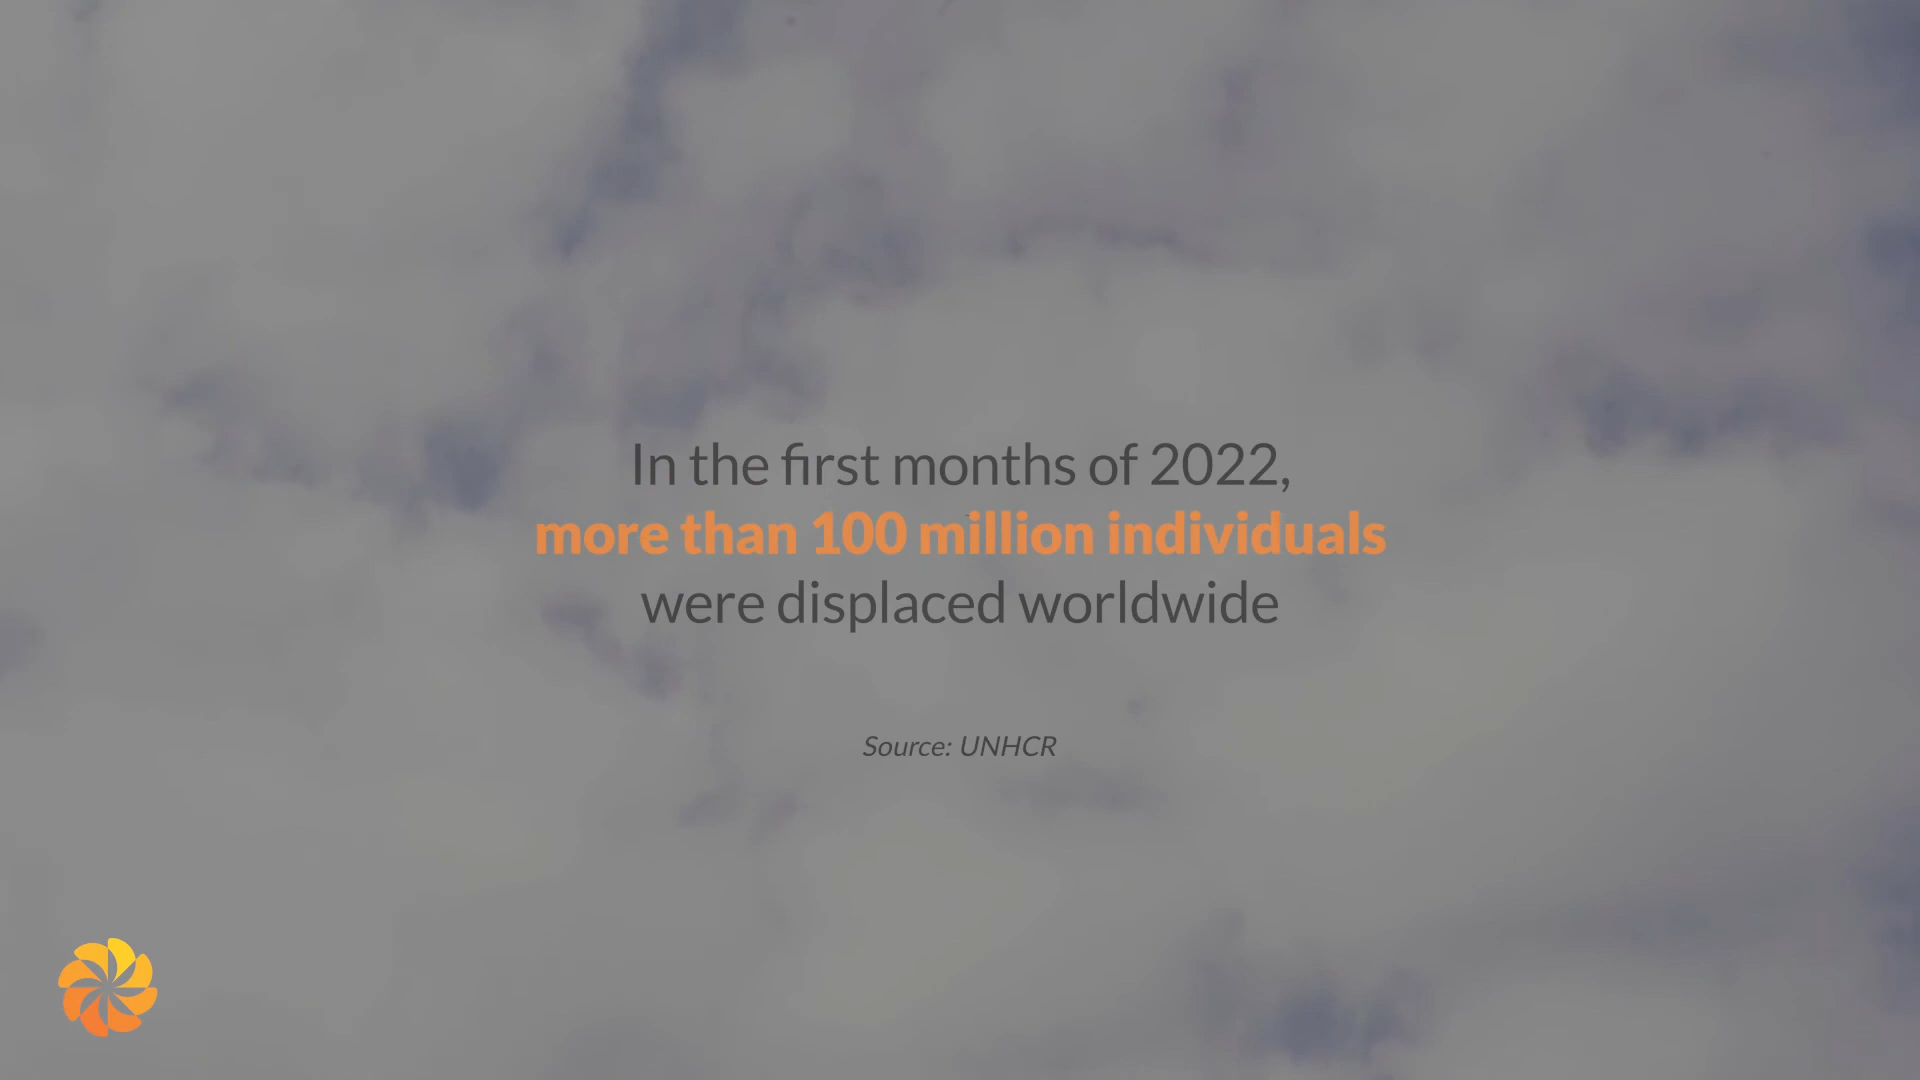 In the first months of 2022,
more than 100 million individuals
were displaced worldwide
Source: UNHCR